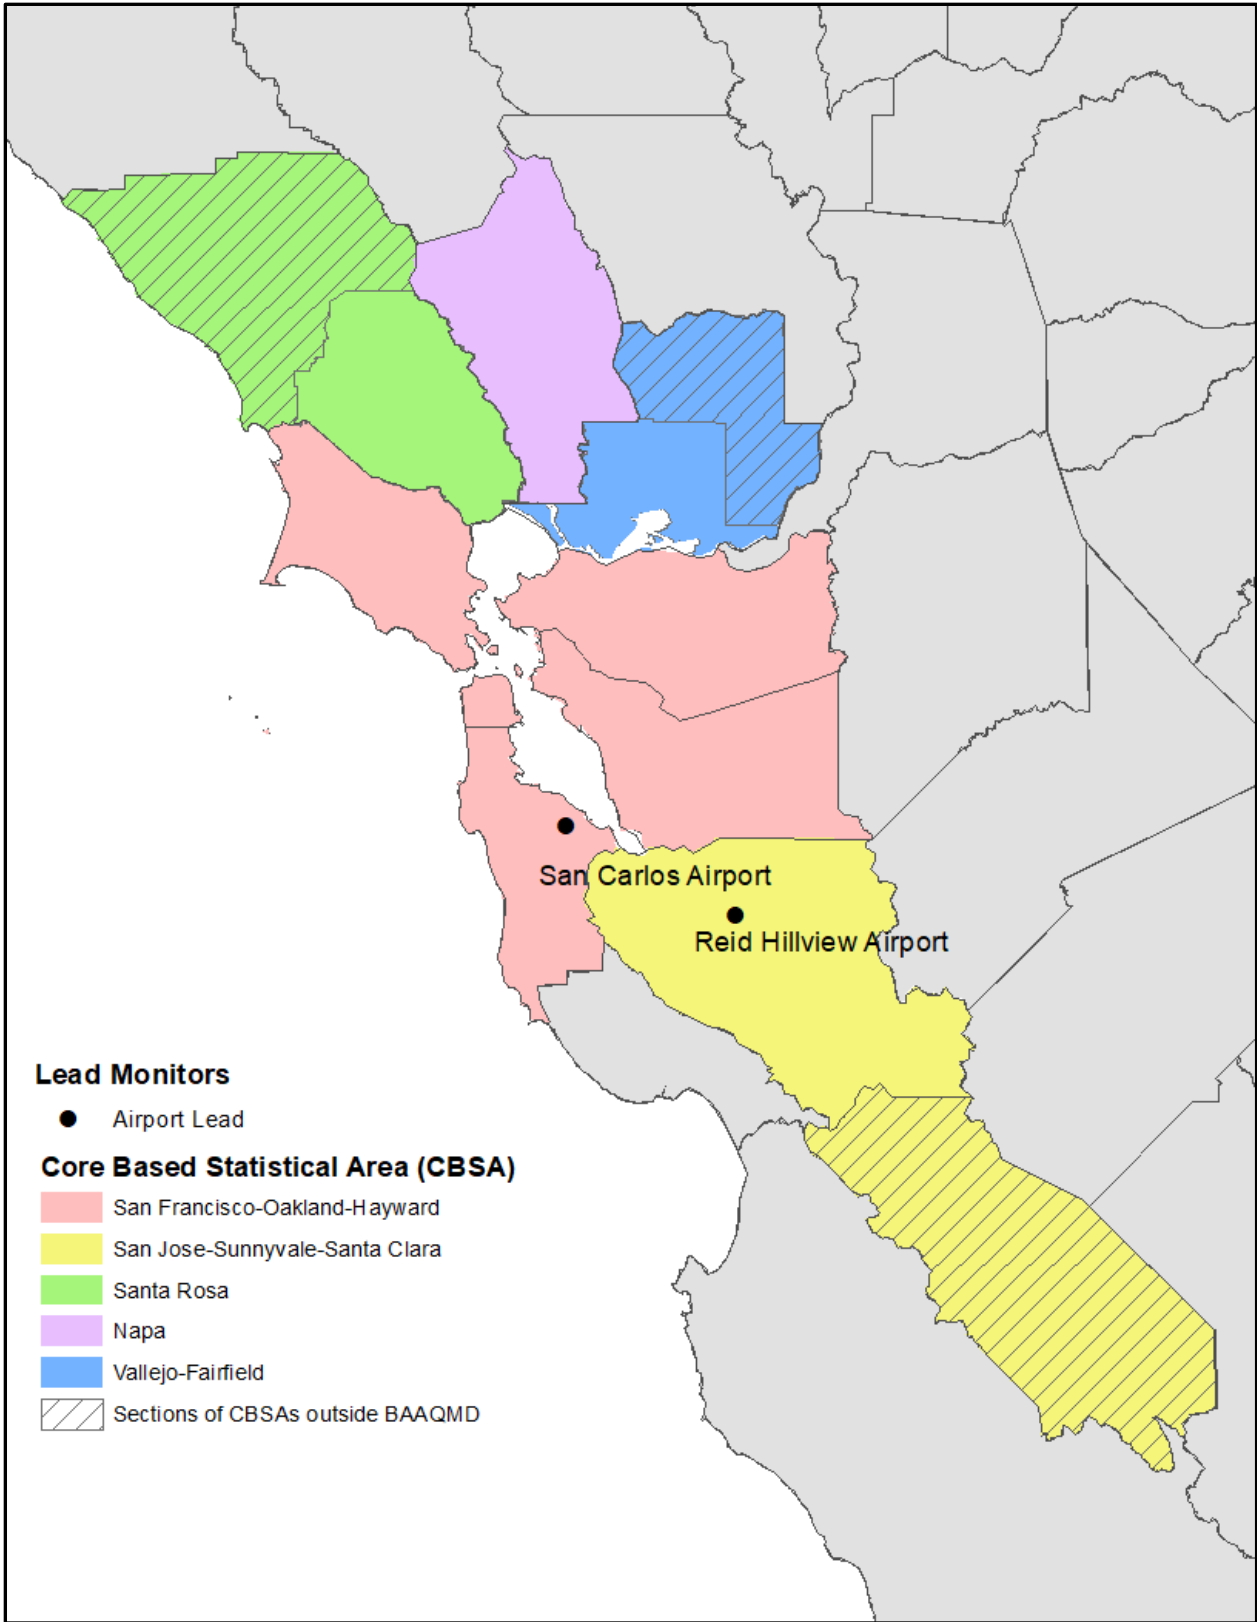 San Carlos Airport
Reid Hillview Airport
Lead Monitors
Airport Lead
Core Based Statistical Area (CBSA)
San Francisco-Oakland-Hayward
San Jose-Sunnyvale-Santa Clara
Santa Rosa
Napa
Vallejo-Fairfield
Sections of CBSAs outside BAAQMD